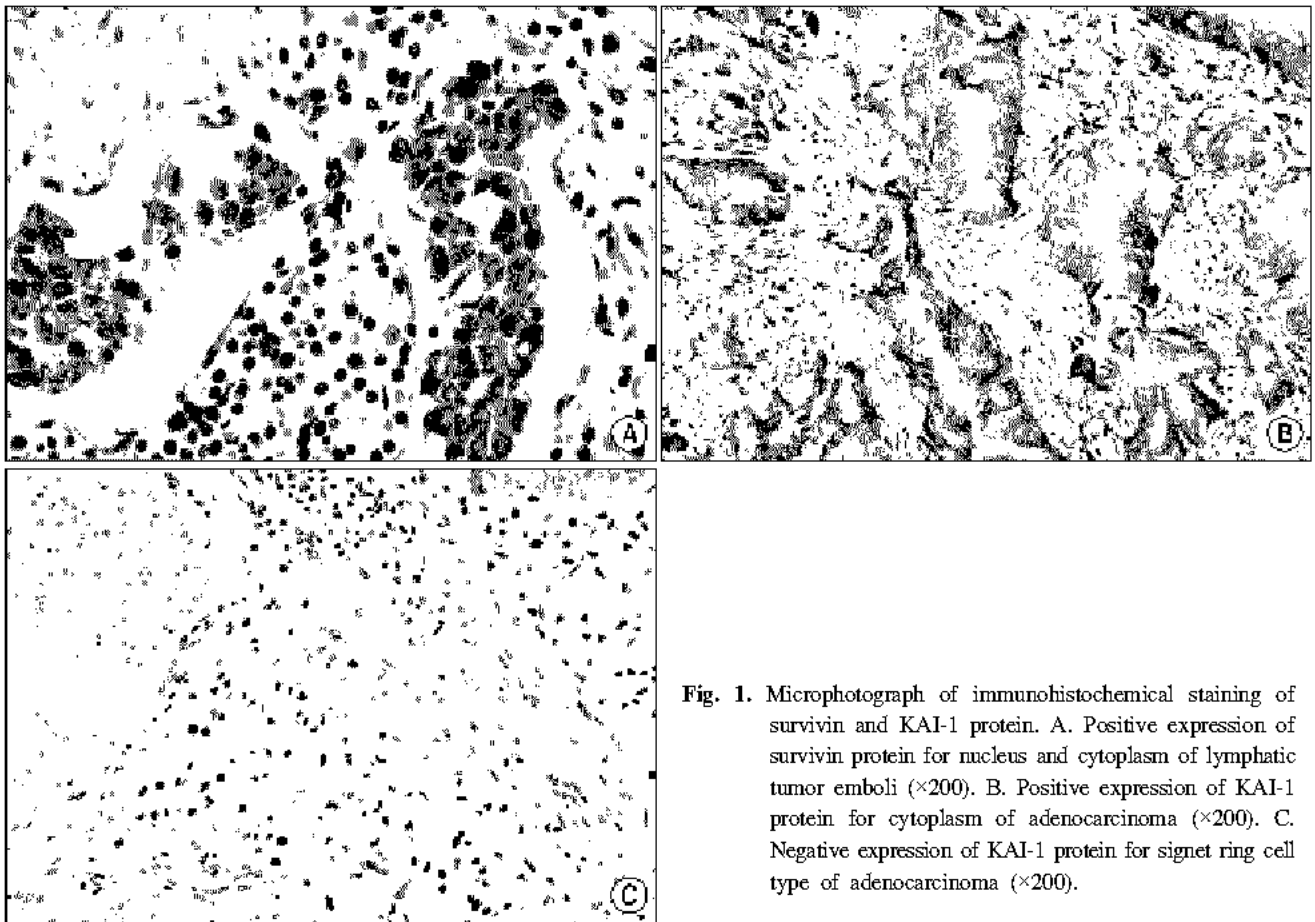 A
B
C
Fig. 1. Microphotograph of immunohistochemical staining of
survivin and KAI-1 protein. A. Positive expression of
survivin protein for nucleus and cytoplasm of lymphatic
tumor emboli (×200). B. Positive expression of KAI-1
protein for cytoplasm of adenocarcinoma (×200). C.
Negative expression of KAI-1 protein for signet ring cell
type of adenocarcinoma (×200).